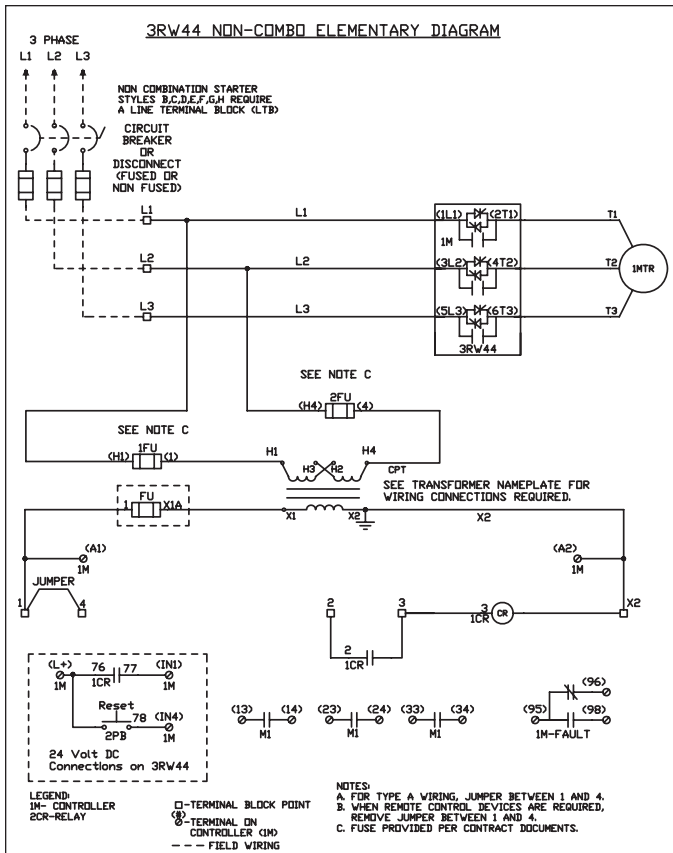 3RW44 NON-COMBO ELEMENTARY DIAGRAM
3 PHASE
L1 L2 L3
NON COMBINATION STARTER
STYLES B,C,D,E,F,G,H REQUIRE
A LINE TERMINAL BLOCK (LTB)
CIRCUIT
BREAKER
OR
DISCONNECT
(FUSED OR
NON FUSED)
L1 L1 (1L1) (2T1) T1
1M
L2 L2 (3L2) (4T2) T2 1MTR
L3 L3 (5L3) (6T3) T3
3RW44
SEE NOTE C
(H4) 2FU (4)
SEE NOTE C
(H1) 1FU (1) H1 H3 H2 H4
CPT
SEE TRANSFORMER NAMEPLATE FOR
WIRING CONNECTIONS REQUIRED.
1 FU X1A X1 X2 X2
(A1) (A2)
1M 1M
JUMPER
1 4 2 3 3 CR X2
1CR
2
1CR
(L+) 76 77 (IN1)
1M 1CR 1M
Reset
78 (IN4)
2PB 1M
24 Volt DC
Connections on 3RW44
(13) (14) (23) (24) (33) (34)
M1 M1 M1
(96)
(95) (98)
1M-FAULT
LEGEND:
1M- CONTROLLER
2CR-RELAY
□-TERMINAL BLOCK POINT
(#)
⊘-TERMINAL ON
CONTROLLER (1M)
--- FIELD WIRING
NOTES:
A. FOR TYPE A WIRING, JUMPER BETWEEN 1 AND 4.
B. WHEN REMOTE CONTROL DEVICES ARE REQUIRED,
REMOVE JUMPER BETWEEN 1 AND 4.
C. FUSE PROVIDED PER CONTRACT DOCUMENTS.